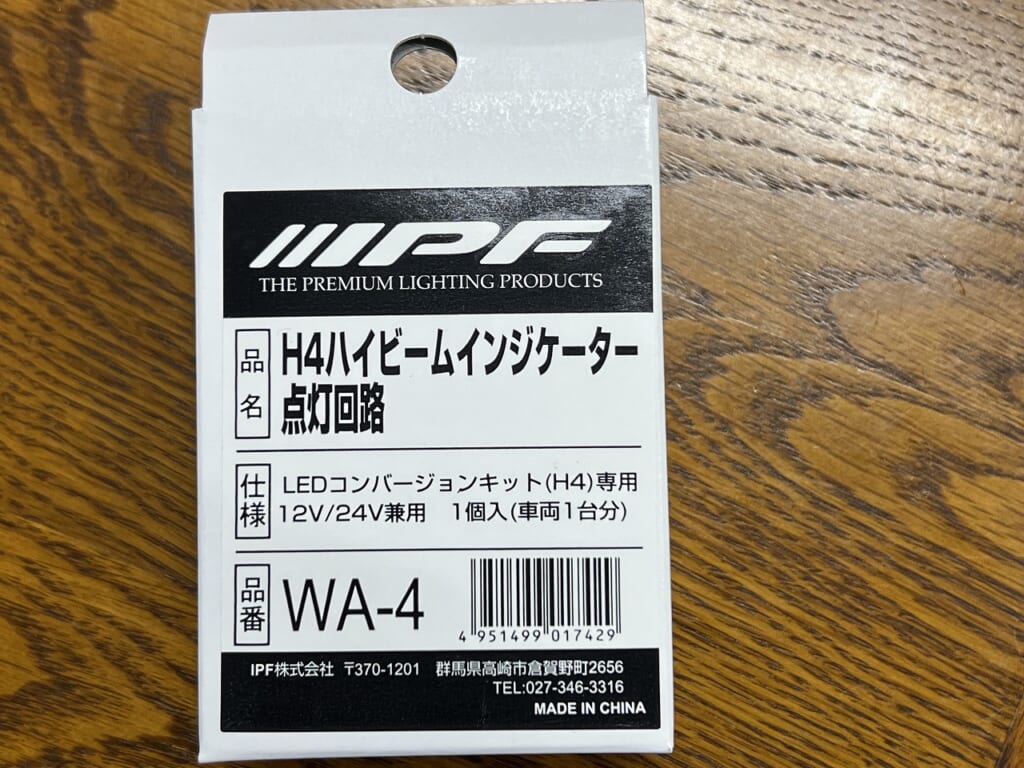 IPF
THE PREMIUM LIGHTING PRODUCTS
品名
H4ハイビームインジケーター
点灯回路
仕様
LEDコンバージョンキット(H4)専用
12V/24V兼用　1個入(車両1台分)
品番
WA-4
4 951499 017429
IPF株式会社 〒370-1201 群馬県高崎市倉賀野町2656
TEL:027-346-3316
MADE IN CHINA